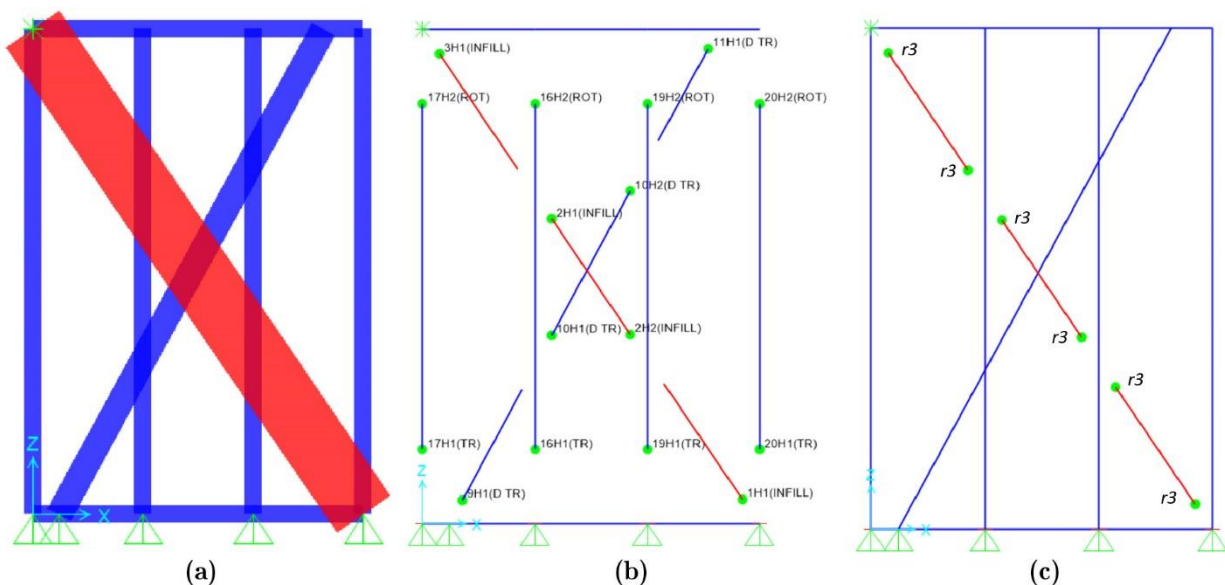 Z
X
(a)
3H1(INFILL)
11H1(D TR)
17H2(ROT)
16H2(ROT)
19H2(ROT)
20H2(ROT)
10H2(D TR)
2H1(INFILL)
10H1(D TR)
2H2(INFILL)
17H1(TR)
16H1(TR)
19H1(TR)
20H1(TR)
9H1(D TR)
1H1(INFILL)
Z
X
(b)
r3
r3
r3
r3
r3
r3
Z
X
(c)